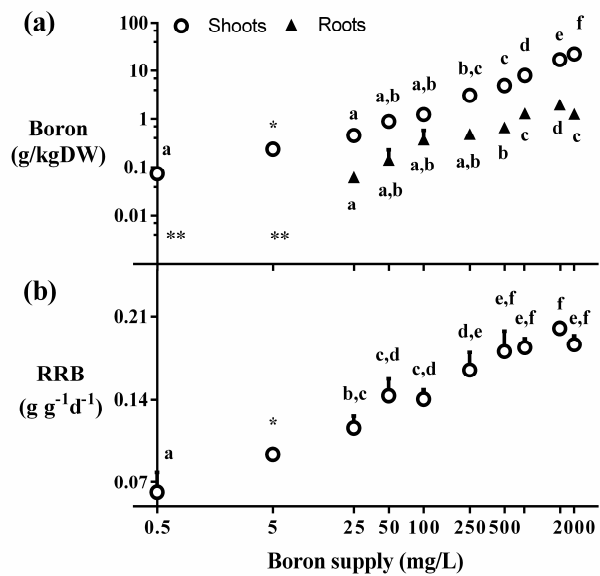 (a) Shoots Roots
100
10
1
0.1
0.01
Boron
(g/kgDW)
a * a a,b a,b b,c c d e f
** ** a a,b a,b a,b b c d c
(b)
0.21
0.14
0.07
RRB
(g g⁻¹d⁻¹)
a * b,c c,d c,d d,e e,f e,f f e,f
0.5 5 25 50 100 250 500 2000
Boron supply (mg/L)